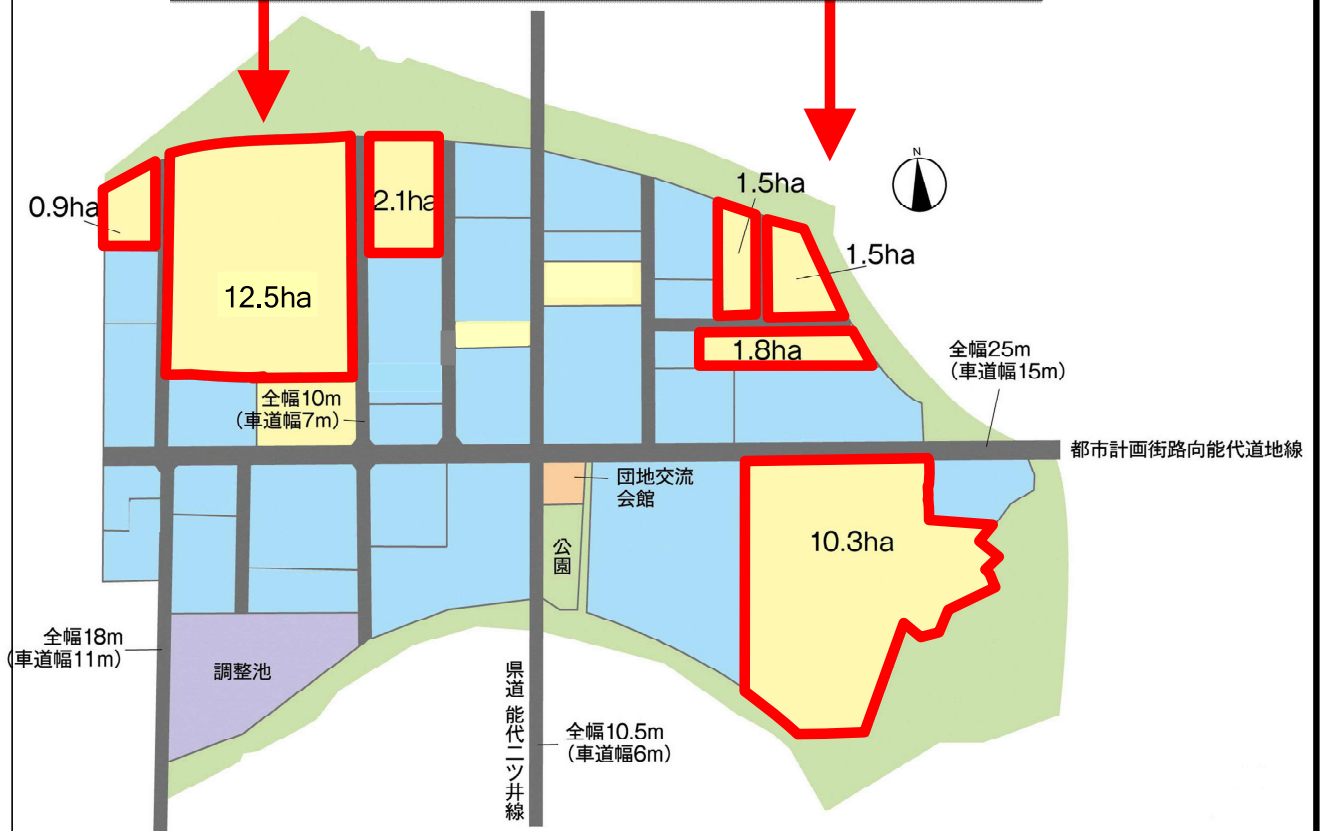 N
1.5ha
0.9ha
2.1ha
1.5ha
12.5ha
1.8ha
全幅25m
(車道幅15m)
全幅10m
(車道幅7m)
都市計画街路向能代道地線
団地交流
会館
10.3ha
公園
全幅18m
(車道幅11m)
調整池
県道 能代二ツ井線
全幅10.5m
(車道幅6m)